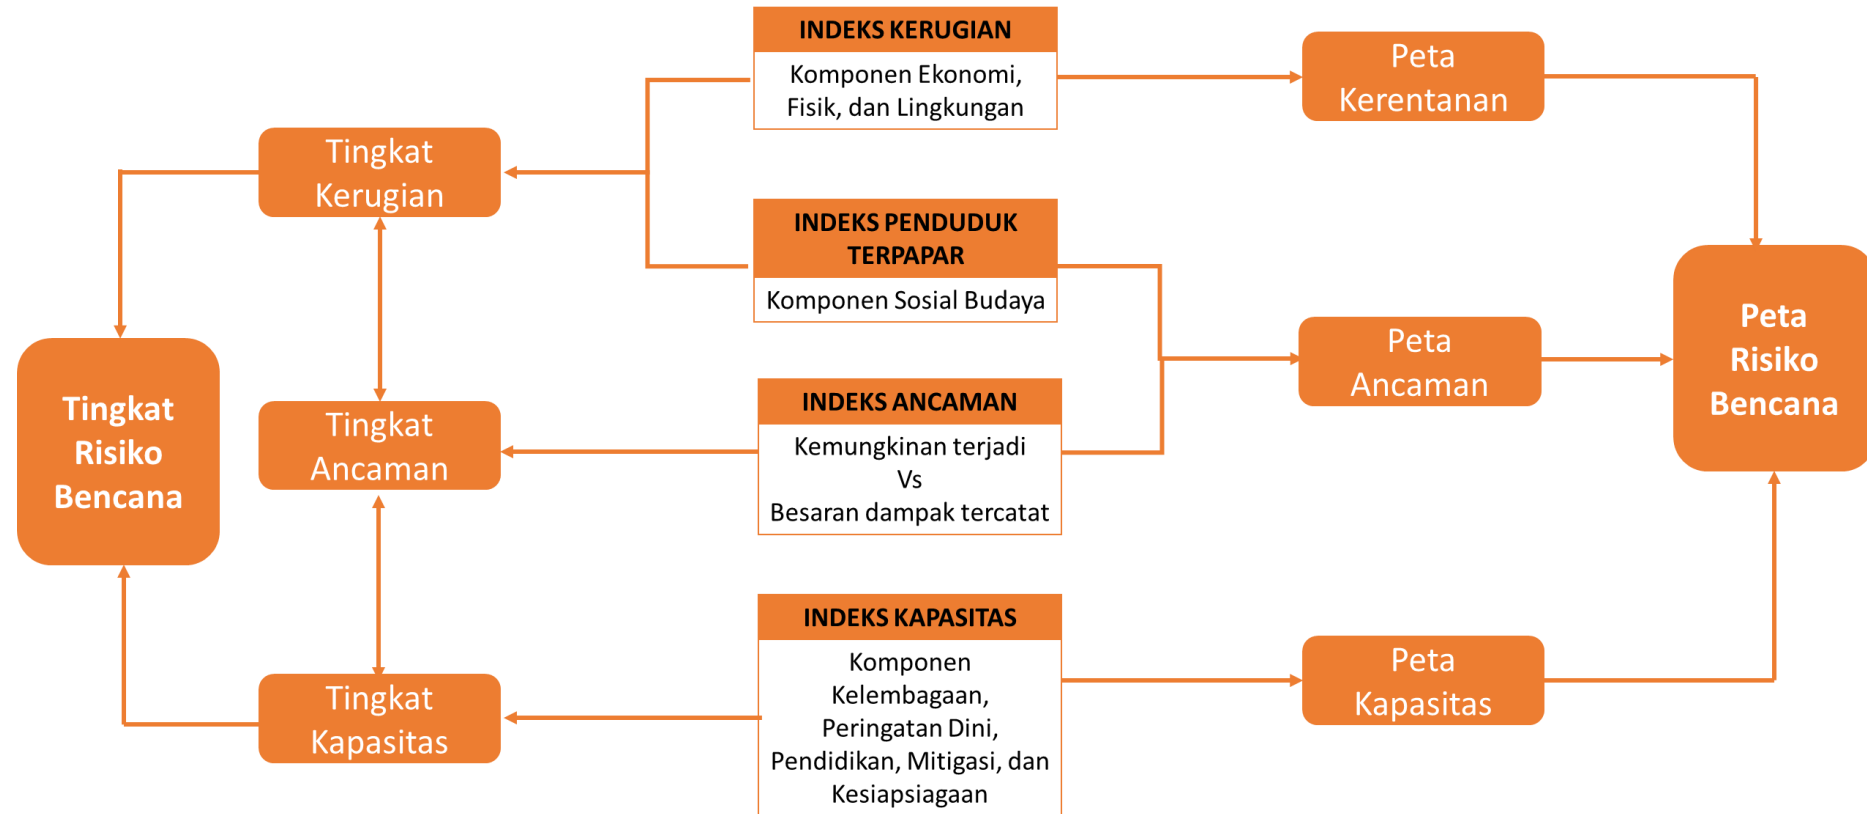 INDEKS KERUGIAN
Komponen Ekonomi,
Fisik, dan Lingkungan
Peta
Kerentanan
Tingkat
Kerugian
INDEKS PENDUDUK
TERPAPAR
Komponen Sosial Budaya
Peta
Risiko
Bencana
Peta
Ancaman
Tingkat
Risiko
Bencana
Tingkat
Ancaman
INDEKS ANCAMAN
Kemungkinan terjadi
Vs
Besaran dampak tercatat
INDEKS KAPASITAS
Komponen
Kelembagaan,
Peringatan Dini,
Pendidikan, Mitigasi, dan
Kesiapsiagaan
Peta
Kapasitas
Tingkat
Kapasitas